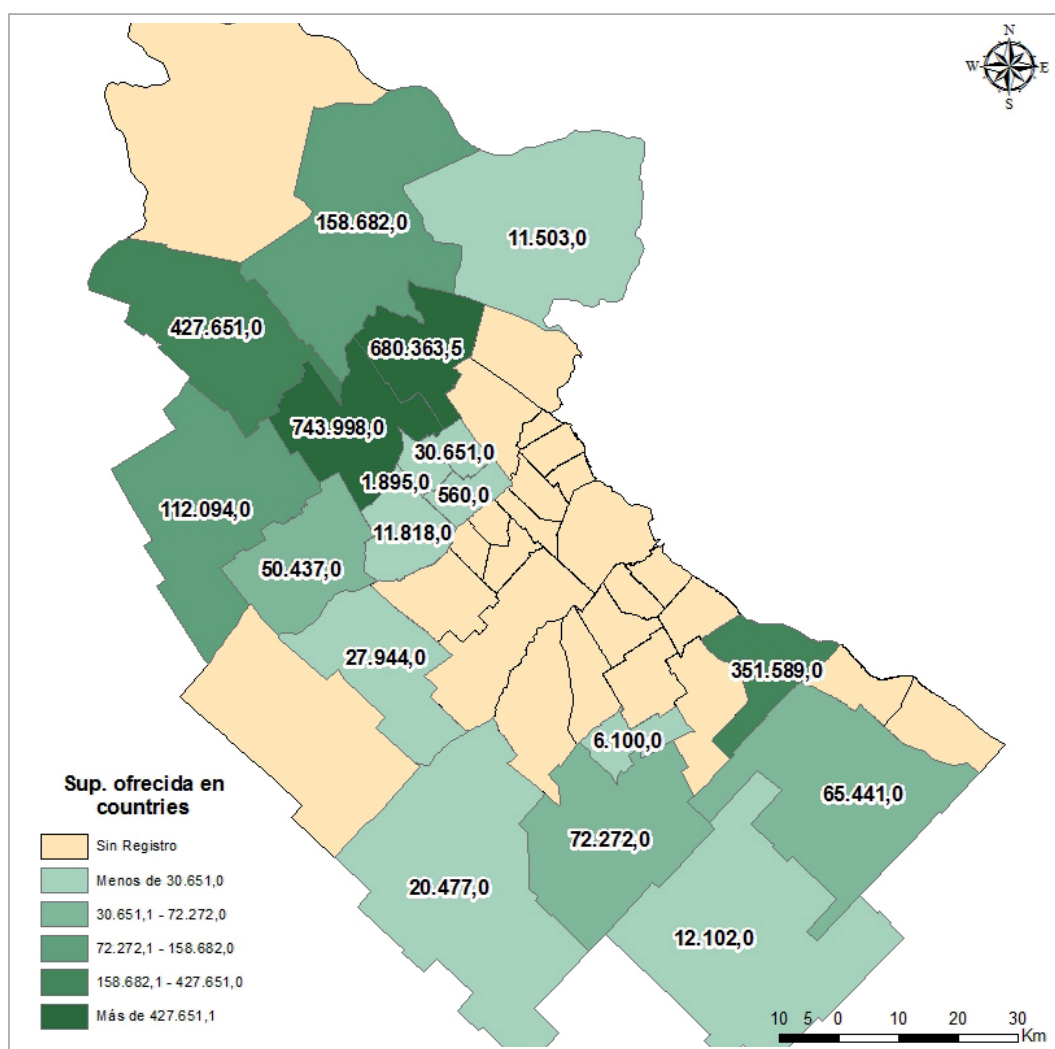 N
W E
S
158.682,0
11.503,0
427.651,0
680.363,5
743.998,0
30.651,0
1.895,0
560,0
112.094,0
11.818,0
50.437,0
27.944,0
351.589,0
6.100,0
65.441,0
72.272,0
20.477,0
12.102,0
Sup. ofrecida en
countries
Sin Registro
Menos de 30.651,0
30.651,1 - 72.272,0
72.272,1 - 158.682,0
158.682,1 - 427.651,0
Más de 427.651,1
10 5 0 10 20 30
Km